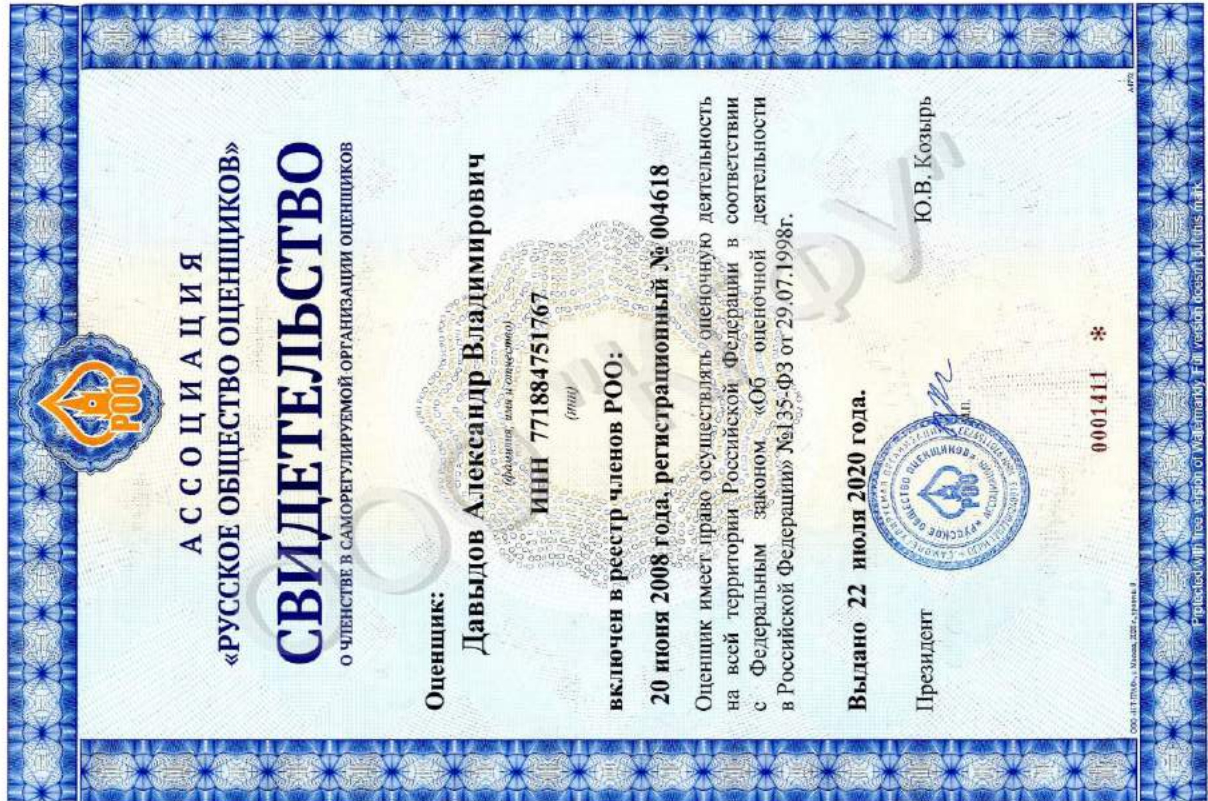 РОО
АССОЦИАЦИЯ
«РУССКОЕ ОБЩЕСТВО ОЦЕНЩИКОВ»
СВИДЕТЕЛЬСТВО
О ЧЛЕНСТВЕ В САМОРЕГУЛИРУЕМОЙ ОРГАНИЗАЦИИ ОЦЕНЩИКОВ
Оценщик:
Давыдов Александр Владимирович
(фамилия, имя и отчество)
ИНН 771884751767
(инн)
включен в реестр членов РОО:
20 июня 2008 года, регистрационный № 004618
Оценщик имеет право осуществлять оценочную деятельность
на всей территории Российской Федерации в соответствии
с Федеральным законом «Об оценочной деятельности
в Российской Федерации» №135-ФЗ от 29.07.1998г.
Выдано 22 июля 2020 года.
Президент
Ю.В. Козырь
М.П.
РОО
0001411 *
Protected with free version of Watermarkly. Full version doesn't put this mark.